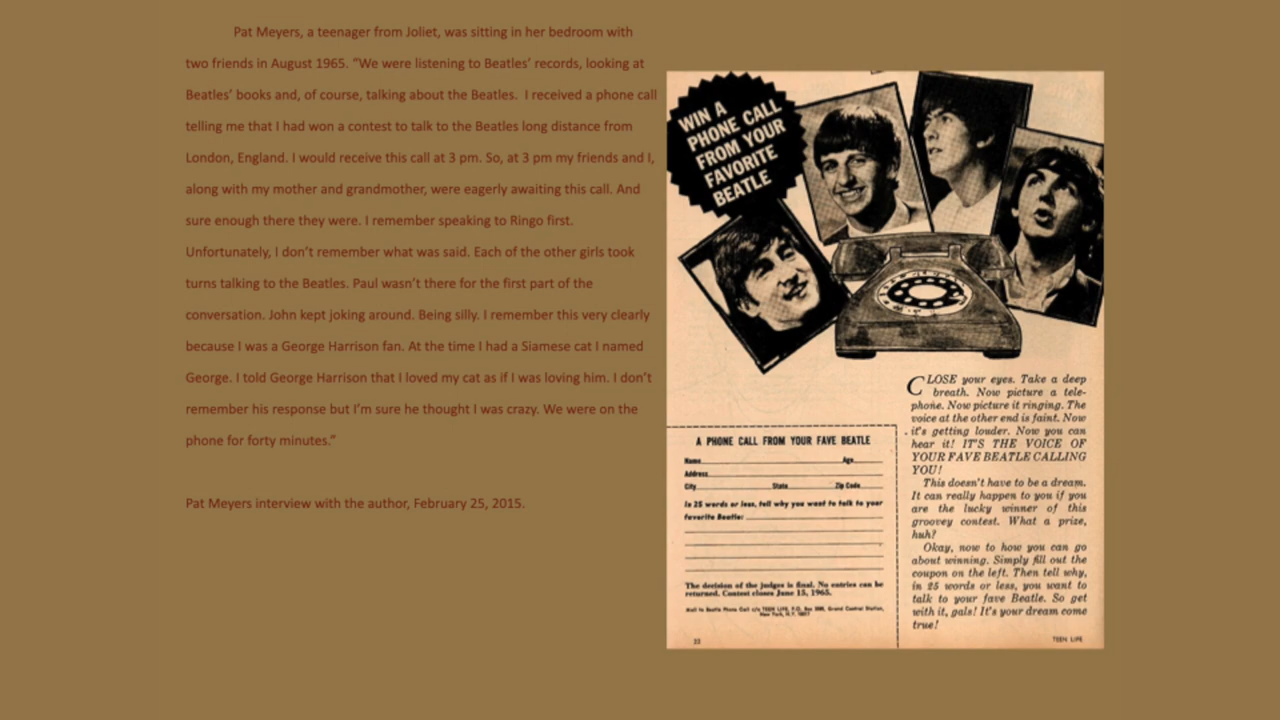 Pat Meyers, a teenager from Joliet, was sitting in her bedroom with
two friends in August 1965. “We were listening to Beatles’ records, looking at
Beatles’ books and, of course, talking about the Beatles.  I received a phone call
telling me that I had won a contest to talk to the Beatles long distance from
London, England. I would receive this call at 3 pm. So, at 3 pm my friends and I,
along with my mother and grandmother, were eagerly awaiting this call. And
sure enough there they were. I remember speaking to Ringo first.
Unfortunately, I don’t remember what was said. Each of the other girls took
turns talking to the Beatles. Paul wasn’t there for the first part of the
conversation. John kept joking around. Being silly. I remember this very clearly
because I was a George Harrison fan. At the time I had a Siamese cat I named
George. I told George Harrison that I loved my cat as if I was loving him. I don’t
remember his response but I’m sure he thought I was crazy. We were on the
phone for forty minutes.”
Pat Meyers interview with the author, February 25, 2015.
WIN A
PHONE CALL
FROM YOUR
FAVORITE
BEATLE
A PHONE CALL FROM YOUR FAVE BEATLE
Name Age
Address
City State Zip Code
In 25 words or less, tell why you want to talk to your
favorite Beatle:
The decision of the judges is final. No entries can be
returned. Contest closes June 15, 1965.
Mail to Beatle Phone Call c/o TEEN LIFE, P.O. Box Grand Central Station,
New York, N.Y.
22
CLOSE your eyes. Take a deep
breath. Now picture a tele-
phone. Now picture it ringing. The
voice at the other end is faint. Now
it's getting louder. Now you can
hear it! IT'S THE VOICE OF
YOUR FAVE BEATLE CALLING
YOU!
This doesn't have to be a dream.
It can really happen to you if you
are the lucky winner of this
groovey contest. What a prize,
huh?
Okay, now to how you can go
about winning. Simply fill out the
coupon on the left. Then tell why,
in 25 words or less, you want to
talk to your fave Beatle. So get
with it, gals! It's your dream come
true!
TEEN LIFE